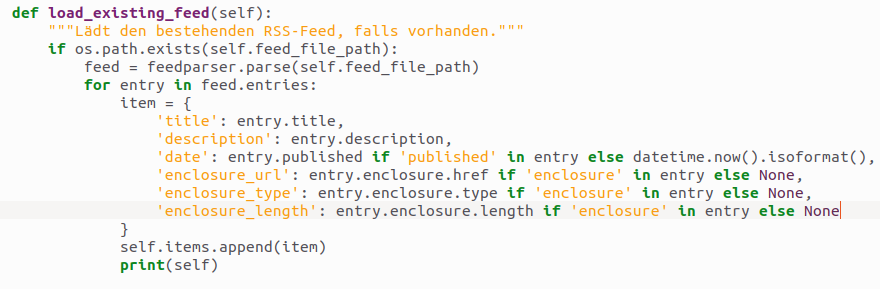 def load_existing_feed(self):
    """Lädt den bestehenden RSS-Feed, falls vorhanden."""
    if os.path.exists(self.feed_file_path):
        feed = feedparser.parse(self.feed_file_path)
        for entry in feed.entries:
            item = {
                'title': entry.title,
                'description': entry.description,
                'date': entry.published if 'published' in entry else datetime.now().isoformat(),
                'enclosure_url': entry.enclosure.href if 'enclosure' in entry else None,
                'enclosure_type': entry.enclosure.type if 'enclosure' in entry else None,
                'enclosure_length': entry.enclosure.length if 'enclosure' in entry else None
            }
            self.items.append(item)
            print(self)